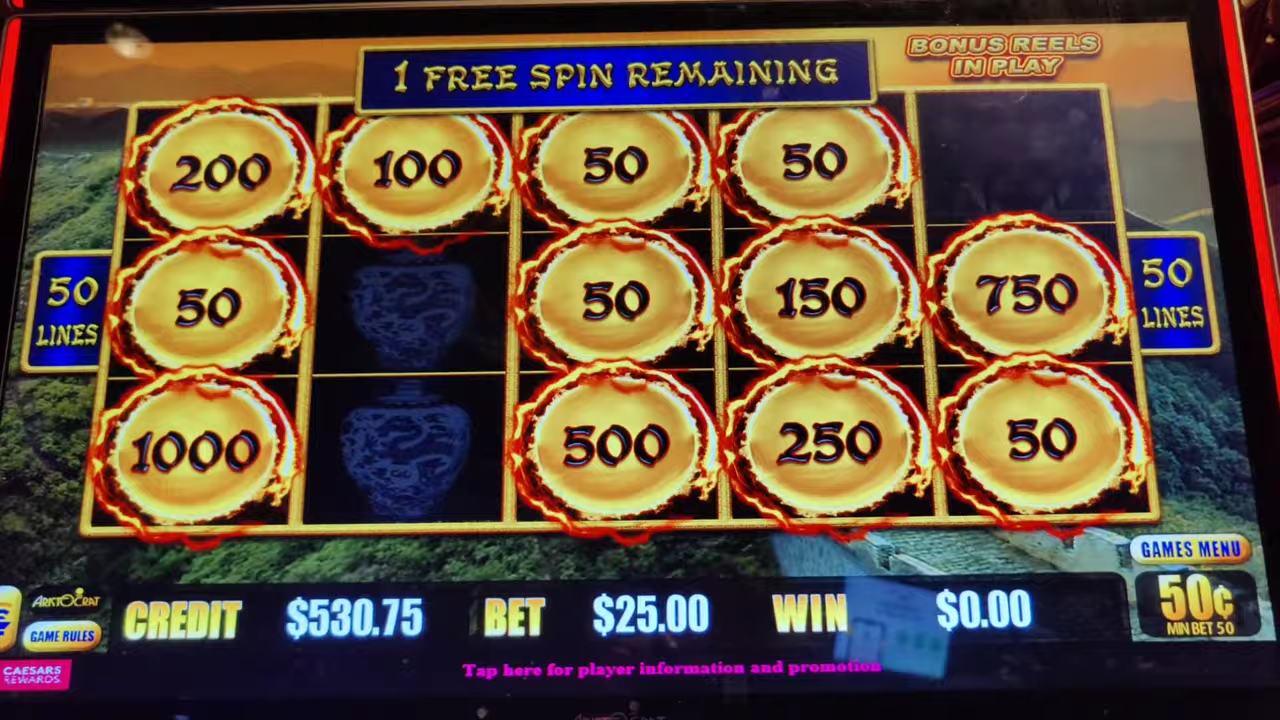 1 FREE SPIN REMAINING
BONUS REELS
IN PLAY
200 100 50 50
50 50 150 750
1000 500 250 50
50
LINES
50
LINES
GAMES MENU
ARISTOCRAT
GAME RULES
CREDIT $530.75 BET $25.00 WIN $0.00
50¢
MIN BET 50
CAESARS
REWARDS
Tap here for player information and promotion